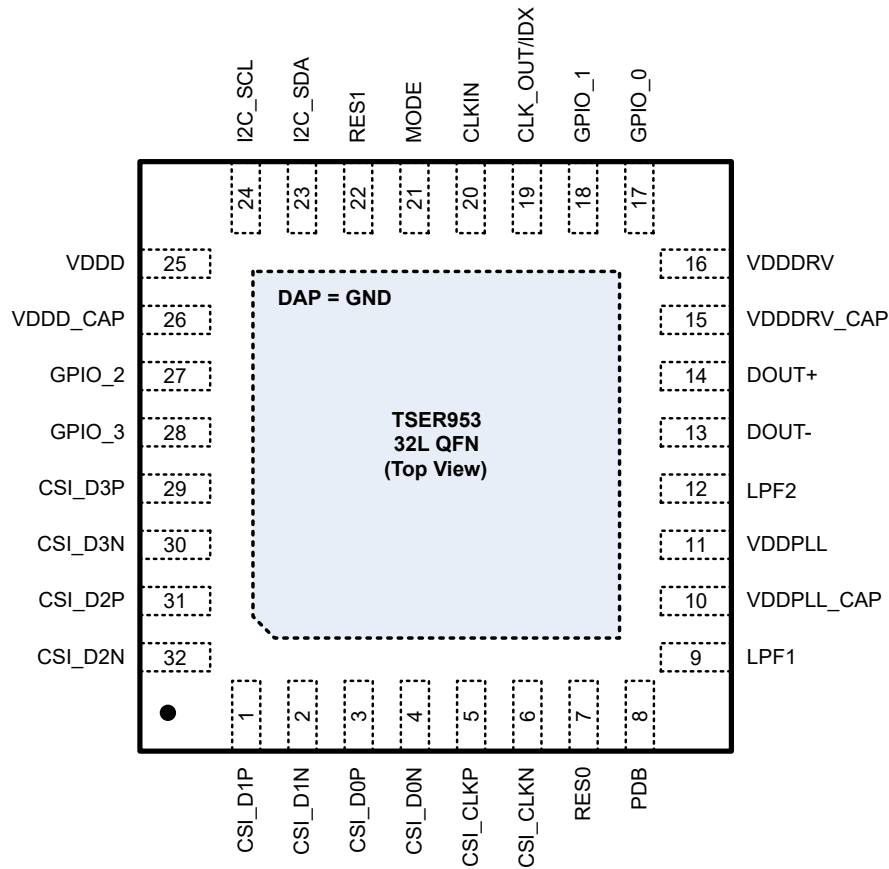 I2C_SCL
I2C_SDA
RES1
MODE
CLKIN
CLK_OUT/IDX
GPIO_1
GPIO_0
24
23
22
21
20
19
18
17
VDDD 25
VDDD_CAP 26
GPIO_2 27
GPIO_3 28
CSI_D3P 29
CSI_D3N 30
CSI_D2P 31
CSI_D2N 32
DAP = GND
TSER953
32L QFN
(Top View)
16 VDDDRV
15 VDDDRV_CAP
14 DOUT+
13 DOUT-
12 LPF2
11 VDDPLL
10 VDDPLL_CAP
9 LPF1
1
2
3
4
5
6
7
8
CSI_D1P
CSI_D1N
CSI_D0P
CSI_D0N
CSI_CLKP
CSI_CLKN
RES0
PDB